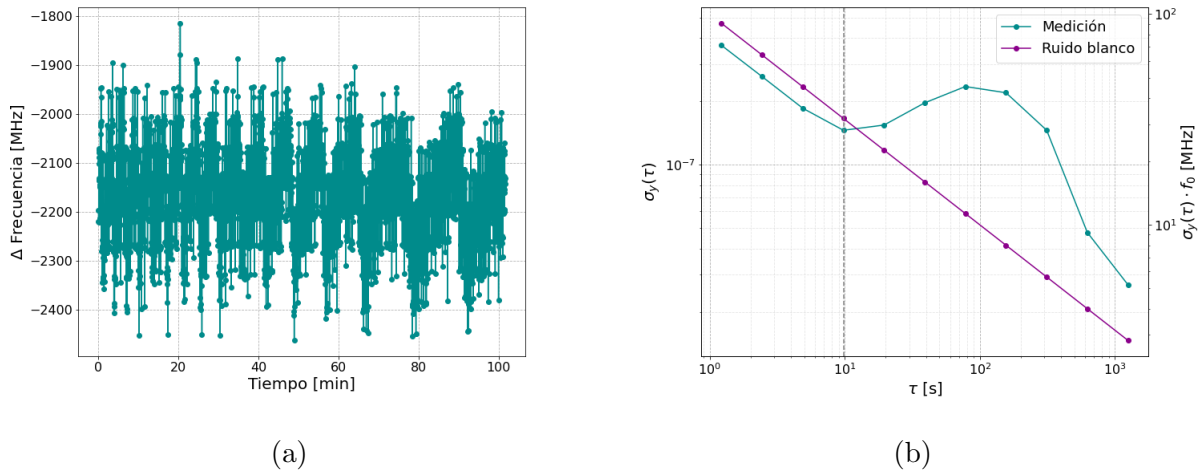 −1800
−1900
−2000
−2100
−2200
−2300
−2400
Δ Frecuencia [MHz]
0 20 40 60 80 100
Tiempo [min]
(a)
Medición
Ruido blanco
10⁻⁷
σy(τ)
10⁰ 10¹ 10² 10³
τ [s]
10²
10¹
σy(τ) · f₀ [MHz]
(b)